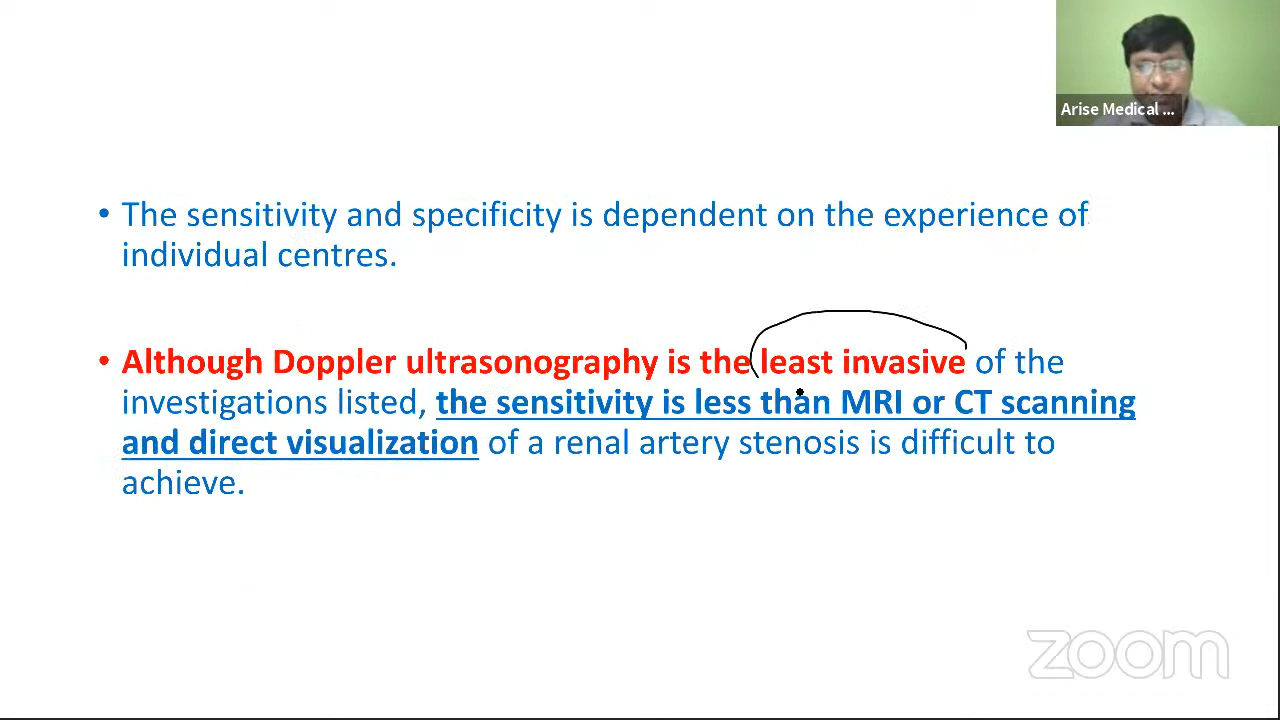 Arise Medical ...
• The sensitivity and specificity is dependent on the experience of
individual centres.
• Although Doppler ultrasonography is the least invasive of the
investigations listed, the sensitivity is less than MRI or CT scanning
and direct visualization of a renal artery stenosis is difficult to
achieve.
zoom